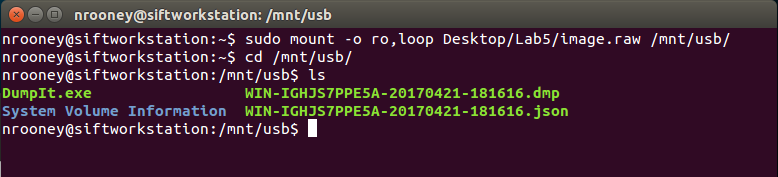 nrooney@siftworkstation: /mnt/usb
nrooney@siftworkstation:~$ sudo mount -o ro,loop Desktop/Lab5/image.raw /mnt/usb/
nrooney@siftworkstation:~$ cd /mnt/usb/
nrooney@siftworkstation:/mnt/usb$ ls
DumpIt.exe                 WIN-IGHJS7PPE5A-20170421-181616.dmp
System Volume Information  WIN-IGHJS7PPE5A-20170421-181616.json
nrooney@siftworkstation:/mnt/usb$